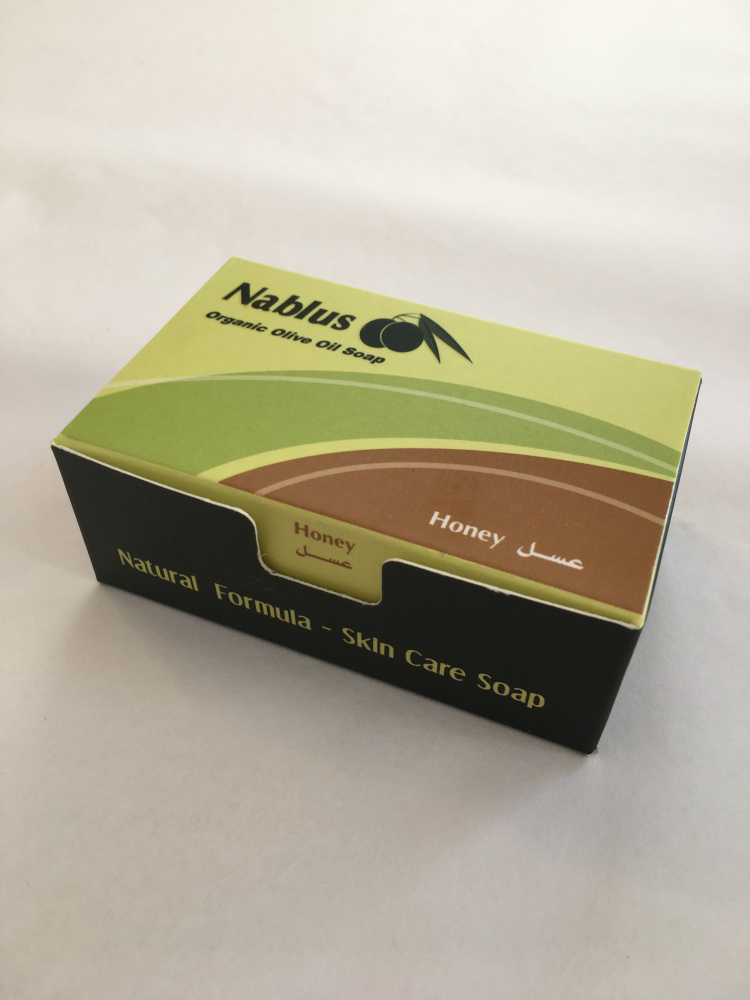 Nablus
Organic Olive Oil Soap
Honey عسل
Honey
عسل
Natural Formula - Skin Care Soap